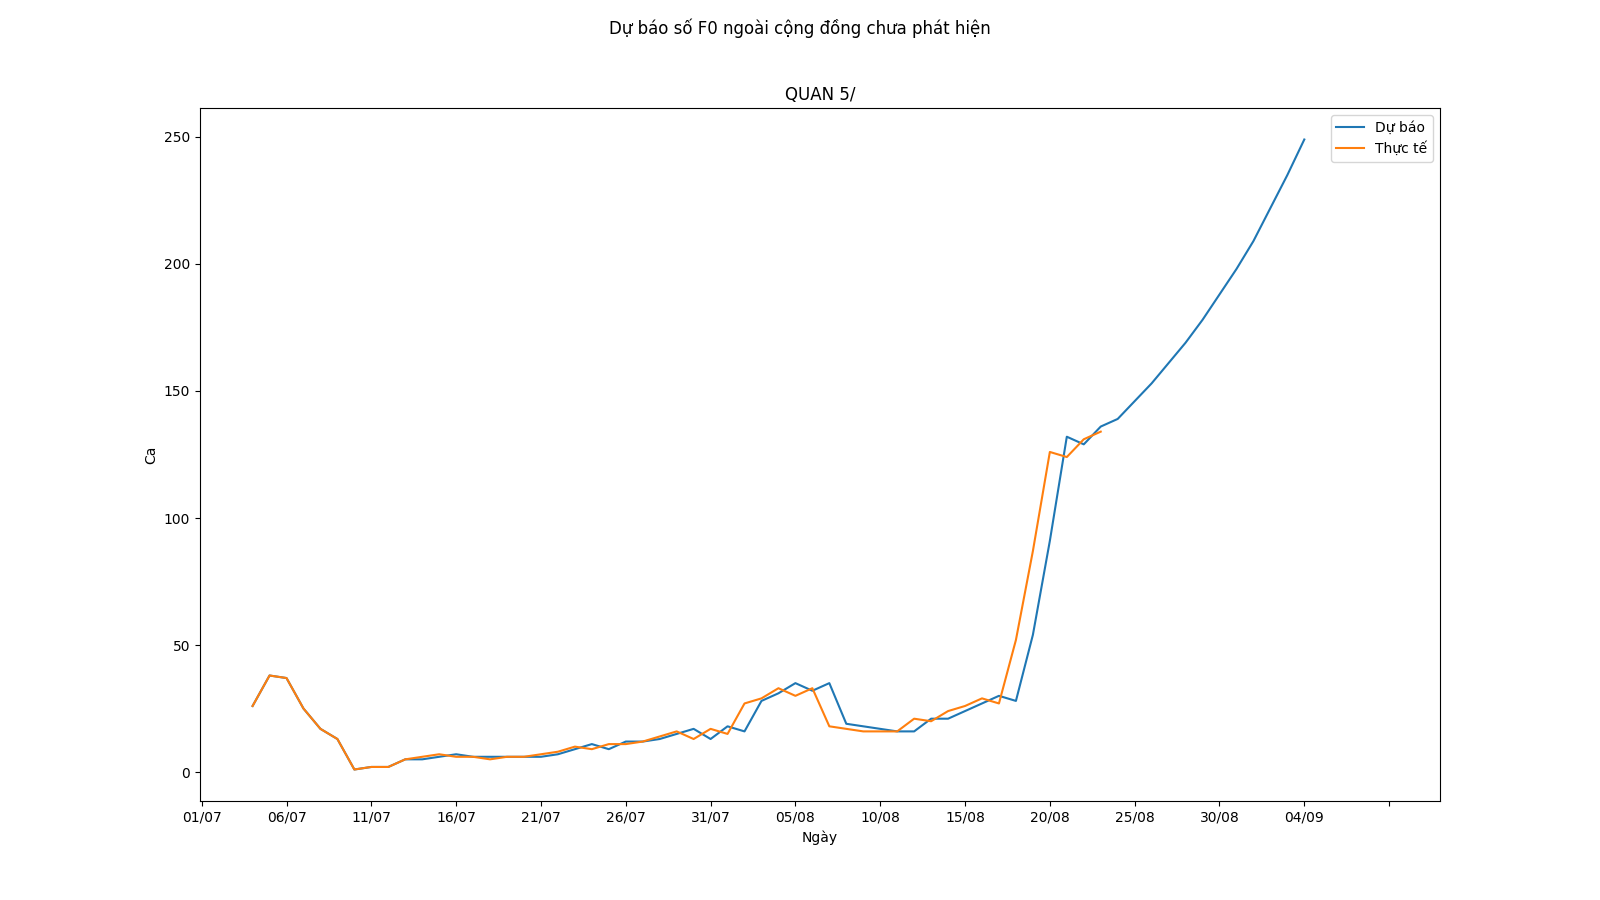 Dự báo số F0 ngoài cộng đồng chưa phát hiện
QUAN 5/
Dự báo
Thực tế
250
200
150
100
50
0
Ca
01/07 06/07 11/07 16/07 21/07 26/07 31/07 05/08 10/08 15/08 20/08 25/08 30/08 04/09
Ngày